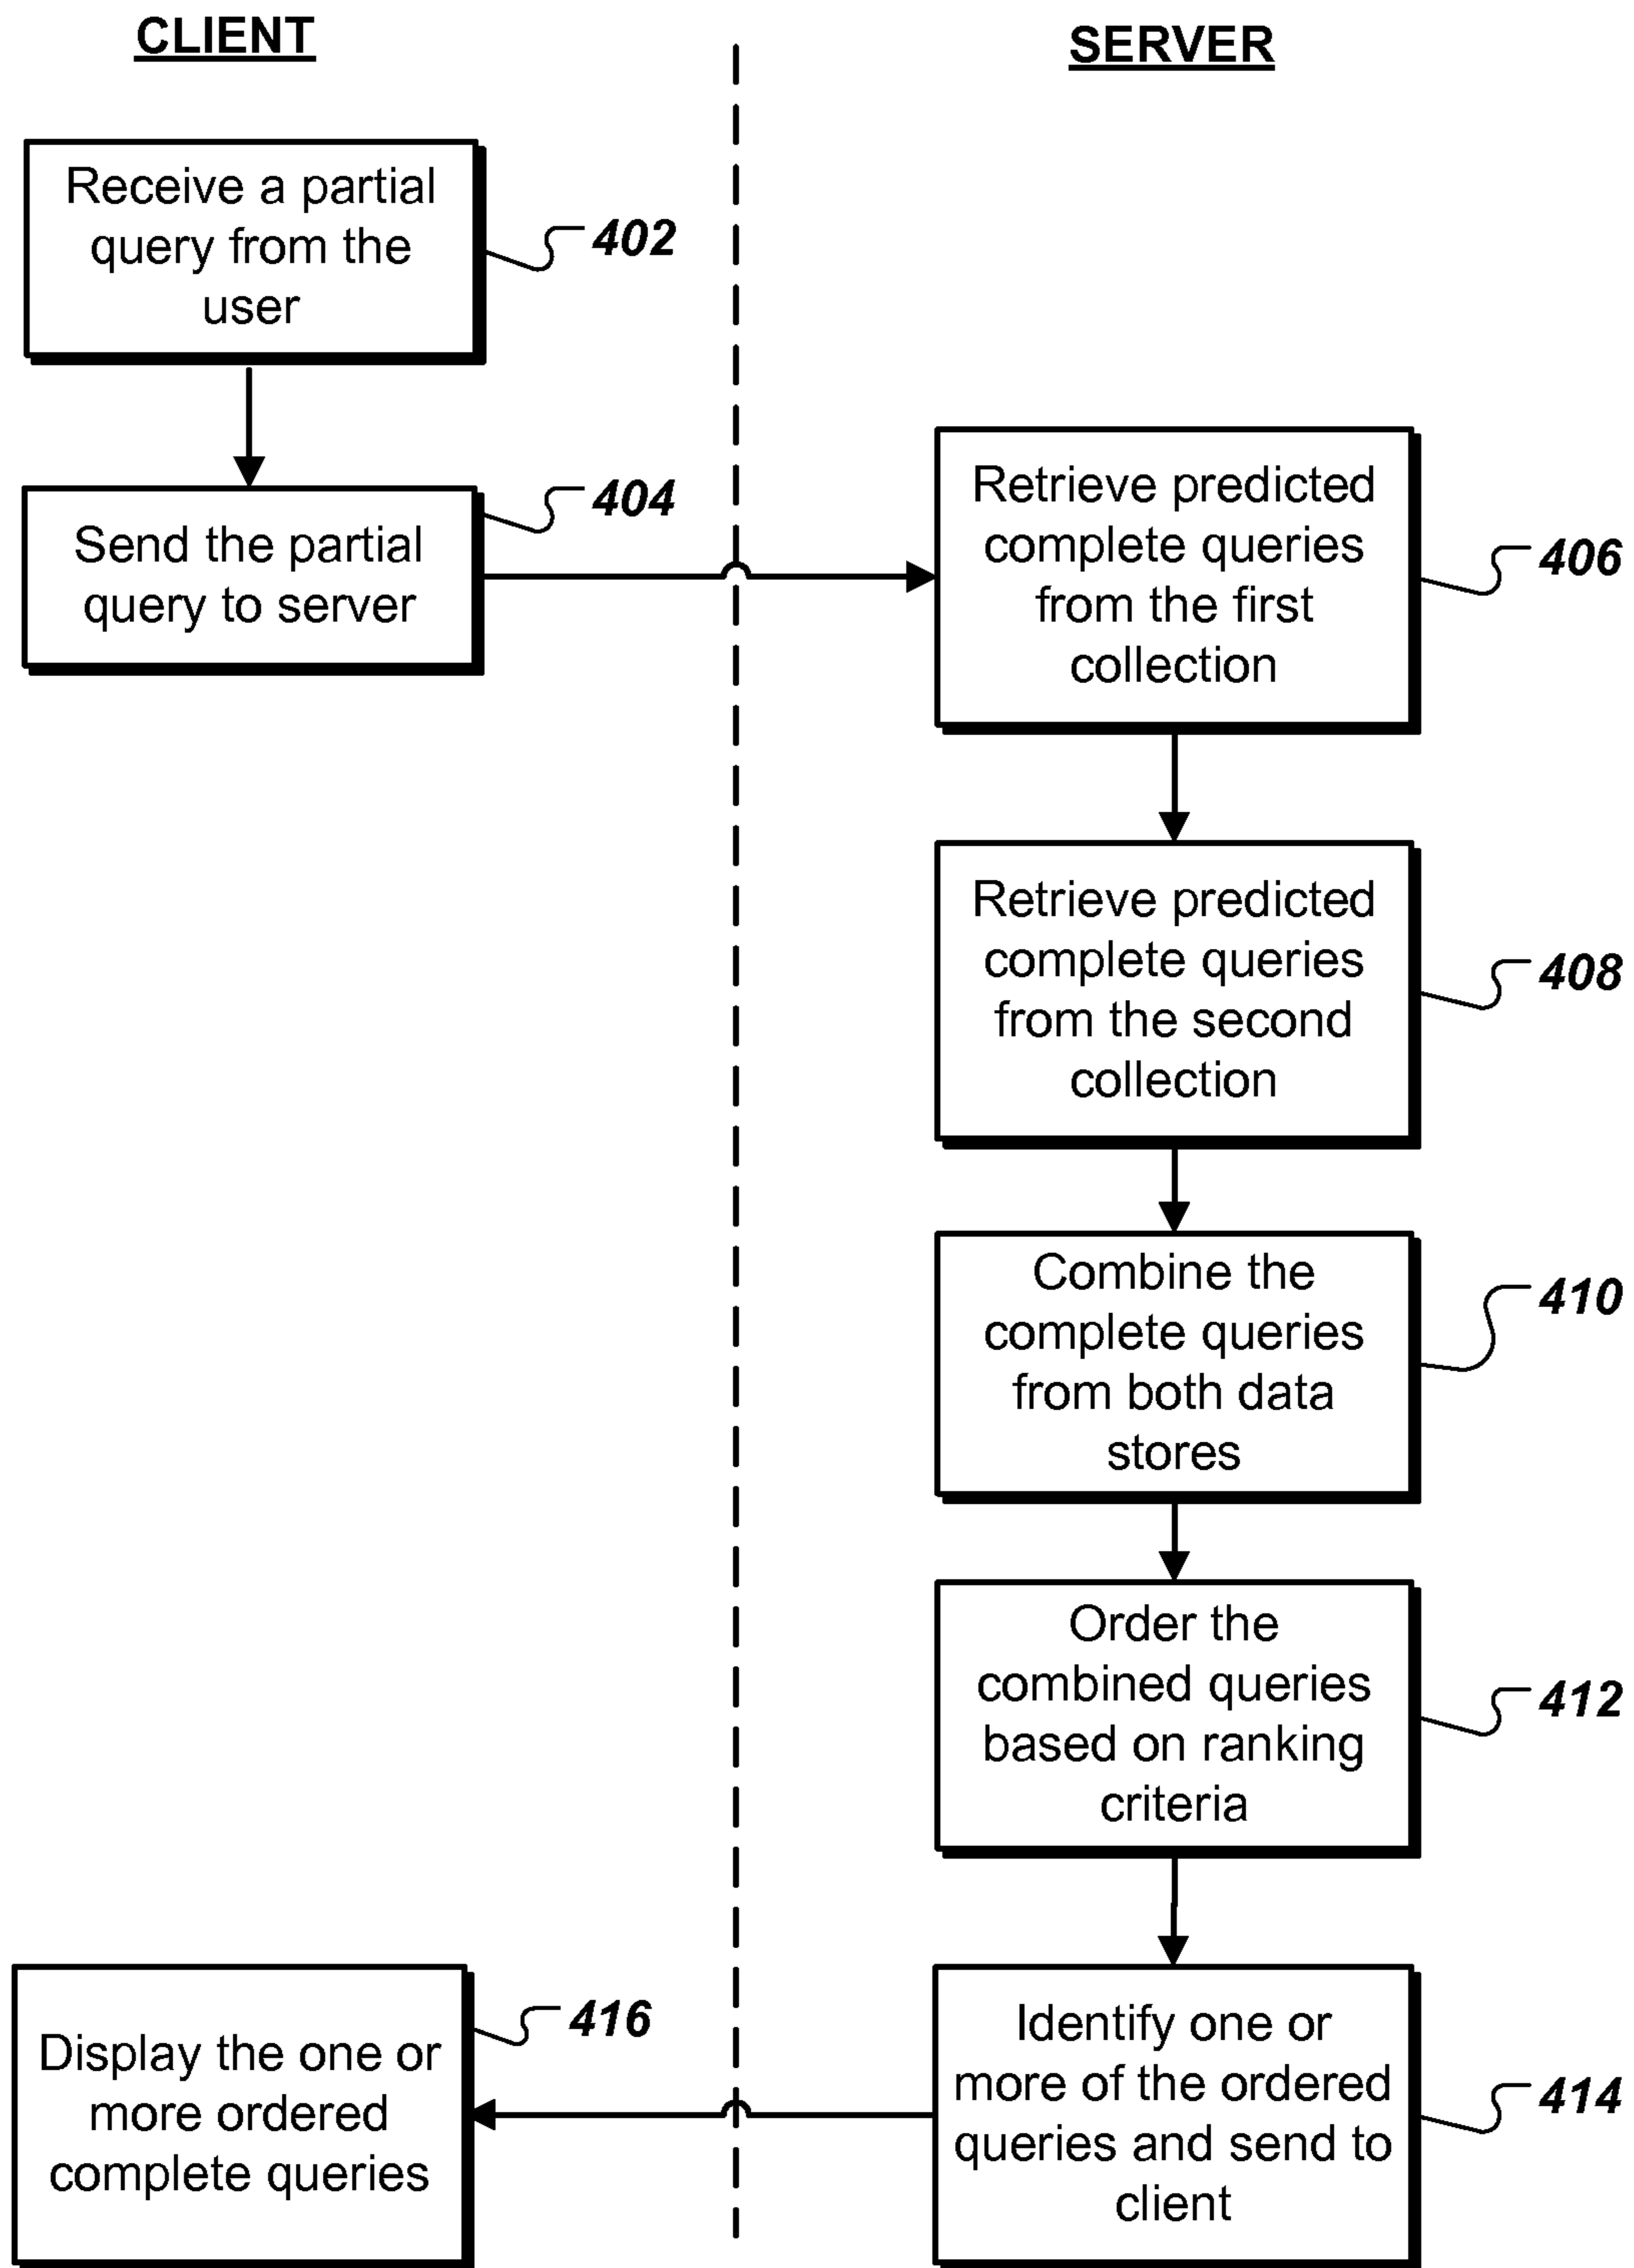 CLIENT
SERVER
Receive a partial
query from the
user
402
Send the partial
query to server
404
Retrieve predicted
complete queries
from the first
collection
406
Retrieve predicted
complete queries
from the second
collection
408
Combine the
complete queries
from both data
stores
410
Order the
combined queries
based on ranking
criteria
412
Identify one or
more of the ordered
queries and send to
client
414
Display the one or
more ordered
complete queries
416